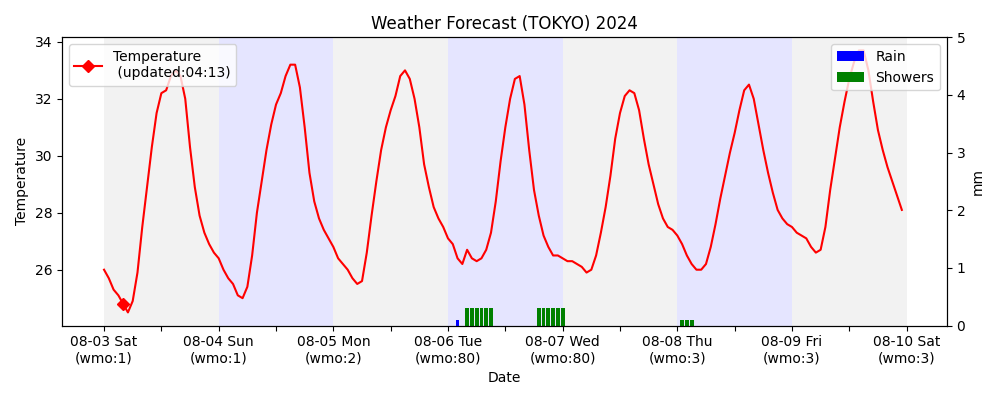 Weather Forecast (TOKYO) 2024
Temperature
(updated:04:13)
Rain
Showers
34
32
30
28
26
Temperature
5
4
3
2
1
0
mm
08-03 Sat
(wmo:1)
08-04 Sun
(wmo:1)
08-05 Mon
(wmo:2)
08-06 Tue
(wmo:80)
08-07 Wed
(wmo:80)
08-08 Thu
(wmo:3)
08-09 Fri
(wmo:3)
08-10 Sat
(wmo:3)
Date